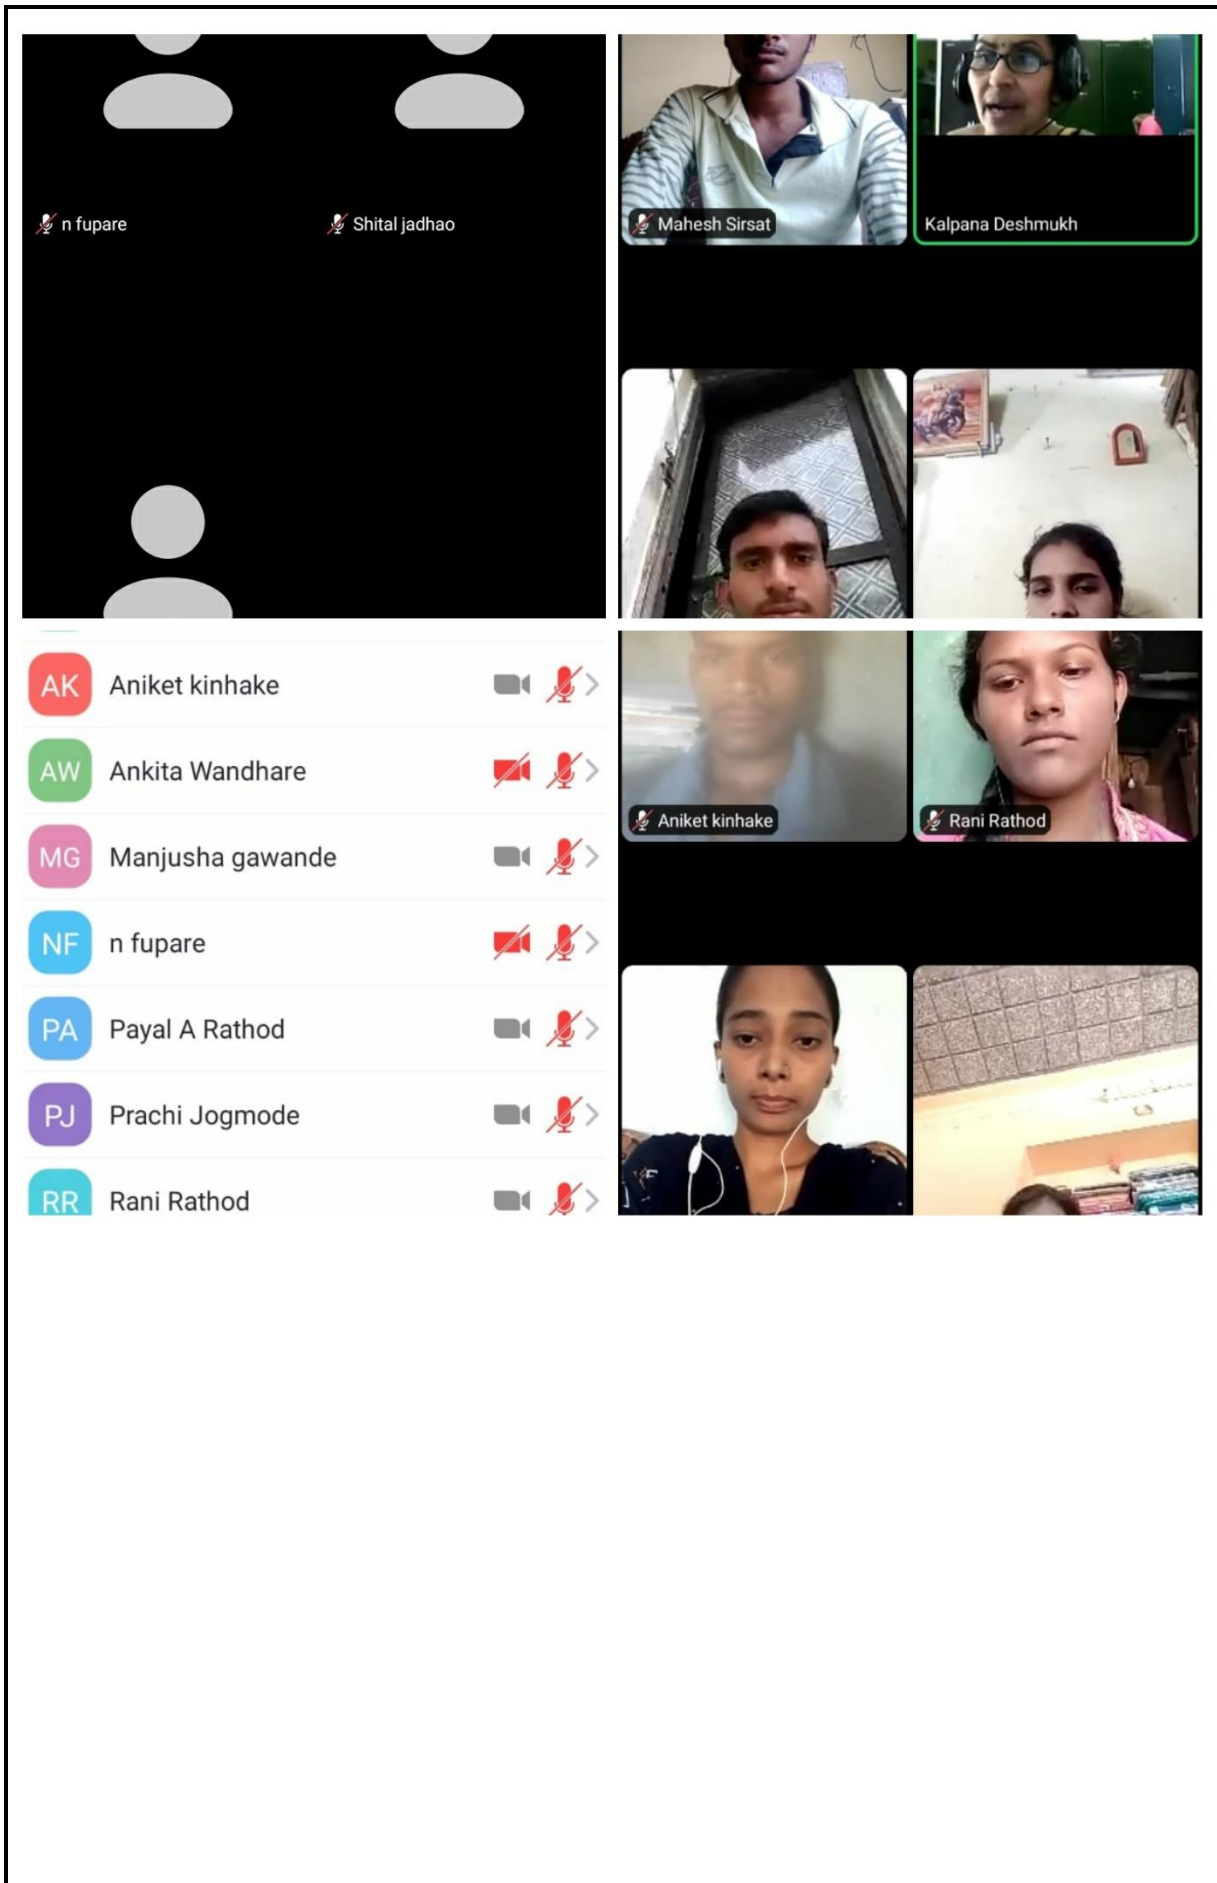 n fupare
Shital jadhao
Mahesh Sirsat
Kalpana Deshmukh
AK Aniket kinhake
AW Ankita Wandhare
MG Manjusha gawande
NF n fupare
PA Payal A Rathod
PJ Prachi Jogmode
RR Rani Rathod
Aniket kinhake
Rani Rathod